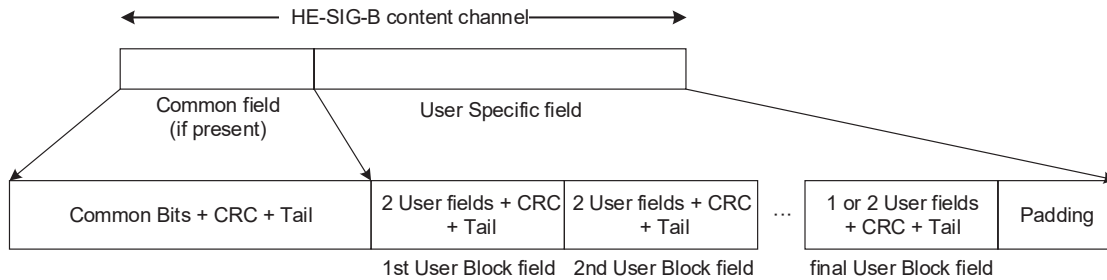 HE-SIG-B content channel
Common field
(if present)
User Specific field
Common Bits + CRC + Tail
2 User fields + CRC
+ Tail
2 User fields + CRC
+ Tail
...
1 or 2 User fields
+ CRC + Tail
Padding
1st User Block field
2nd User Block field
final User Block field